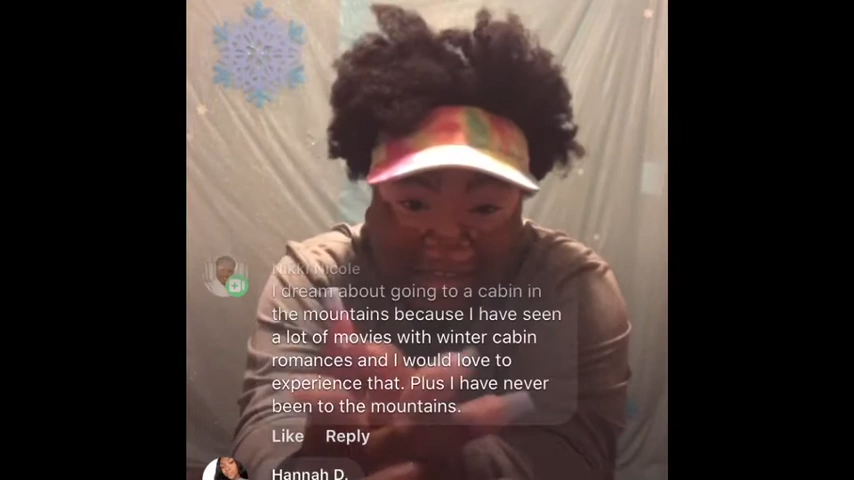 Nikki Nicole
I dream about going to a cabin in
the mountains because I have seen
a lot of movies with winter cabin
romances and I would love to
experience that. Plus I have never
been to the mountains.
Like Reply
Hannah D.